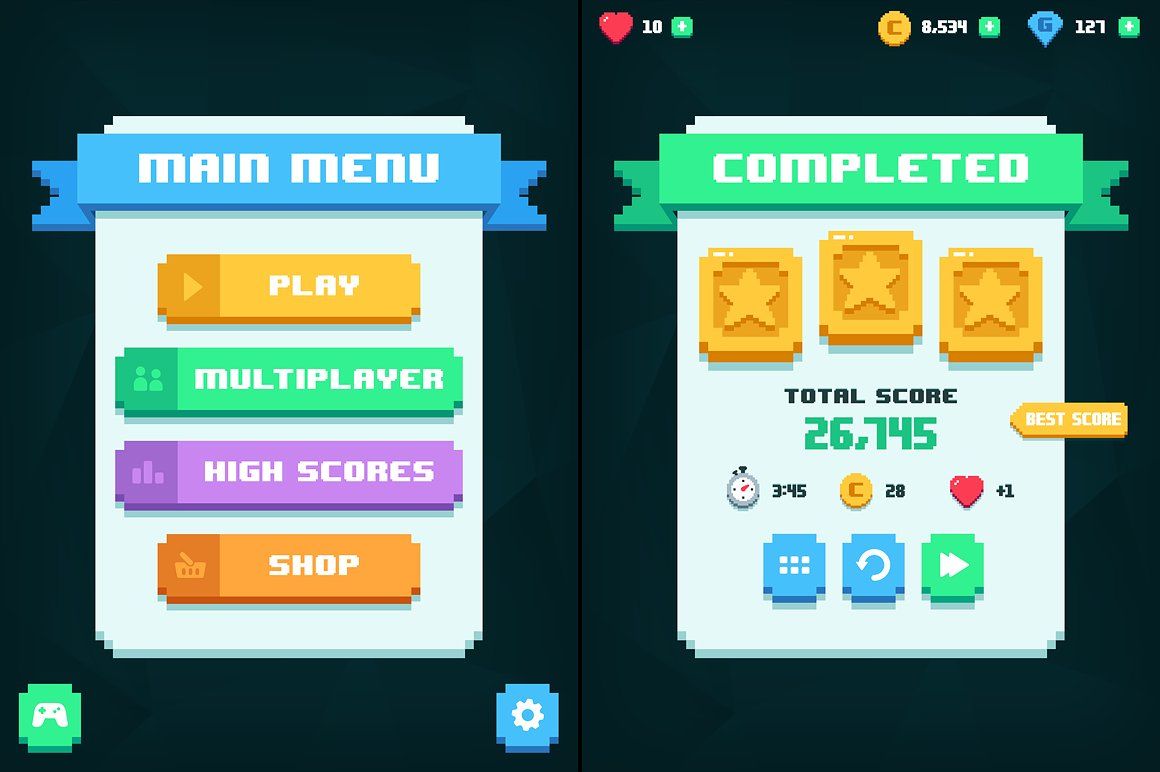 MAIN MENU
PLAY
MULTIPLAYER
HIGH SCORES
SHOP
10 + C 8,534 + G 127 +
COMPLETED
TOTAL SCORE
26,745
BEST SCORE
3:45 C 28 +1